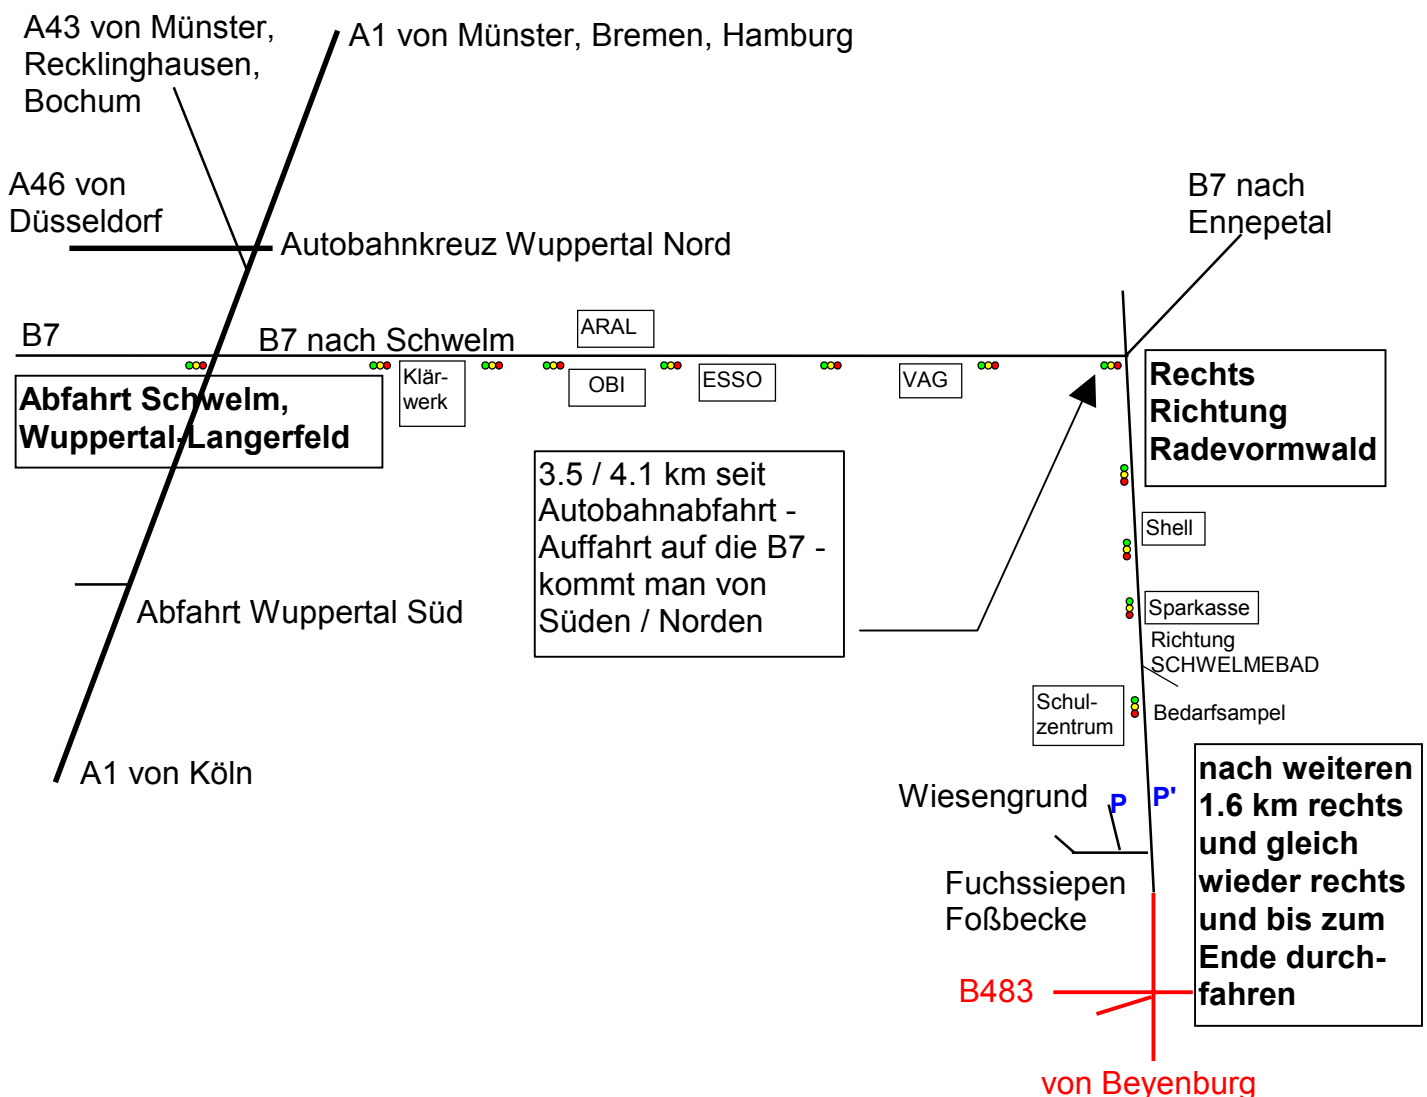 A43 von Münster,
Recklinghausen,
Bochum
A1 von Münster, Bremen, Hamburg
A46 von
Düsseldorf
Autobahnkreuz Wuppertal Nord
B7 nach
Ennepetal
B7
B7 nach Schwelm
ARAL
Klär-
werk
OBI
ESSO
VAG
Abfahrt Schwelm,
Wuppertal-Langerfeld
Rechts
Richtung
Radevormwald
3.5 / 4.1 km seit
Autobahnabfahrt -
Auffahrt auf die B7 -
kommt man von
Süden / Norden
Shell
Sparkasse
Richtung
SCHWELMEBAD
Abfahrt Wuppertal Süd
Schul-
zentrum
Bedarfsampel
A1 von Köln
Wiesengrund
P
P'
nach weiteren
1.6 km rechts
und gleich
wieder rechts
und bis zum
Ende durch-
fahren
Fuchssiepen
Foßbecke
B483
von Beyenburg